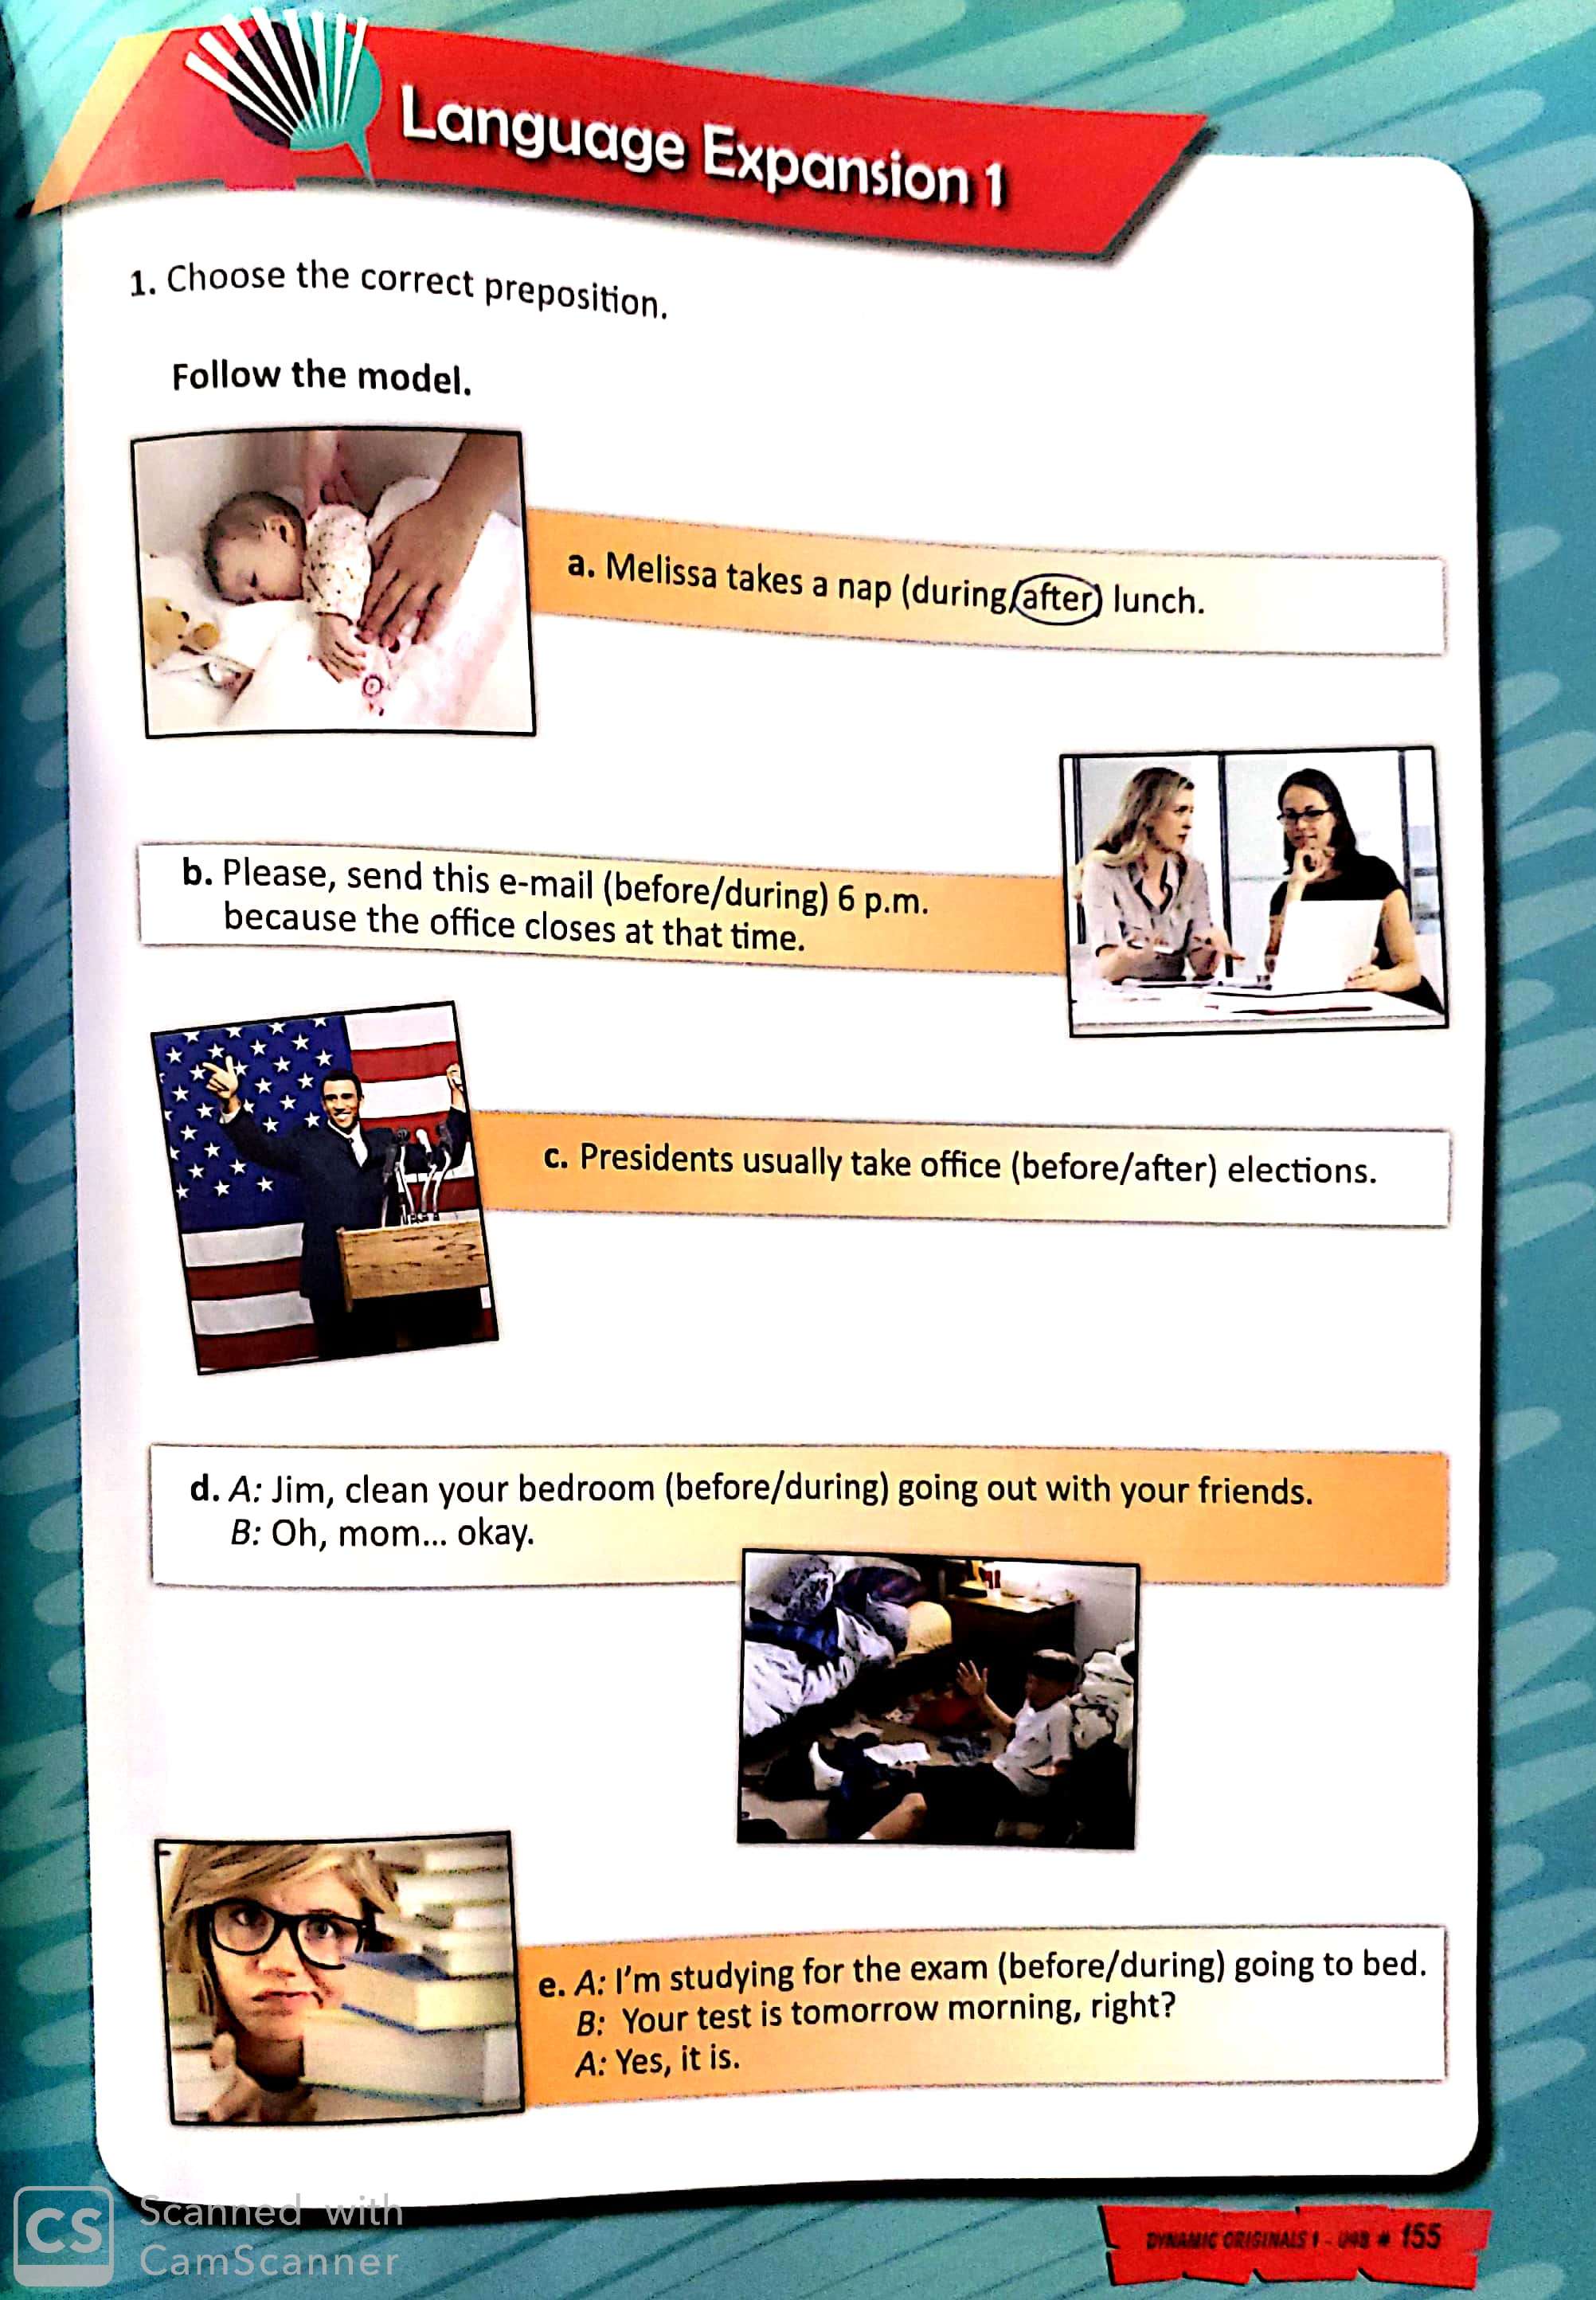 Language Expansion 1
1. Choose the correct preposition.
Follow the model.
a. Melissa takes a nap (during/after) lunch.
b. Please, send this e-mail (before/during) 6 p.m.
because the office closes at that time.
c. Presidents usually take office (before/after) elections.
d. A: Jim, clean your bedroom (before/during) going out with your friends.
B: Oh, mom... okay.
e. A: I'm studying for the exam (before/during) going to bed.
B: Your test is tomorrow morning, right?
A: Yes, it is.
DYNAMIC ORIGINALS 1 - 155
CS Scanned with
CamScanner